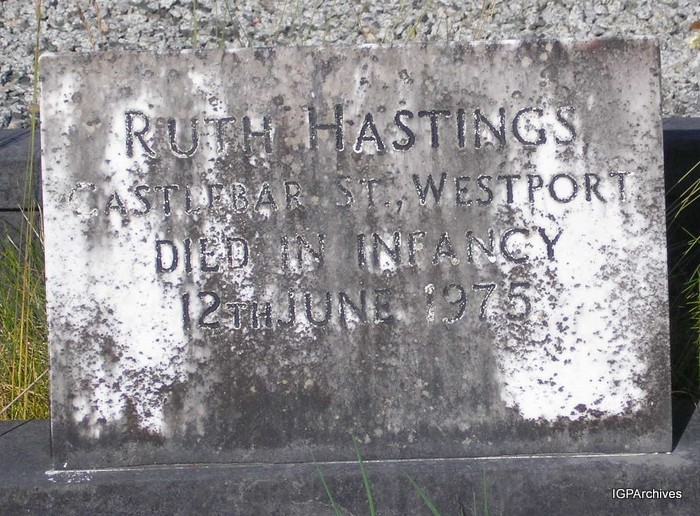 RUTH HASTINGS
CASTLEBAR ST., WESTPORT
DIED IN INFANCY
12TH JUNE 1975
IGPArchives